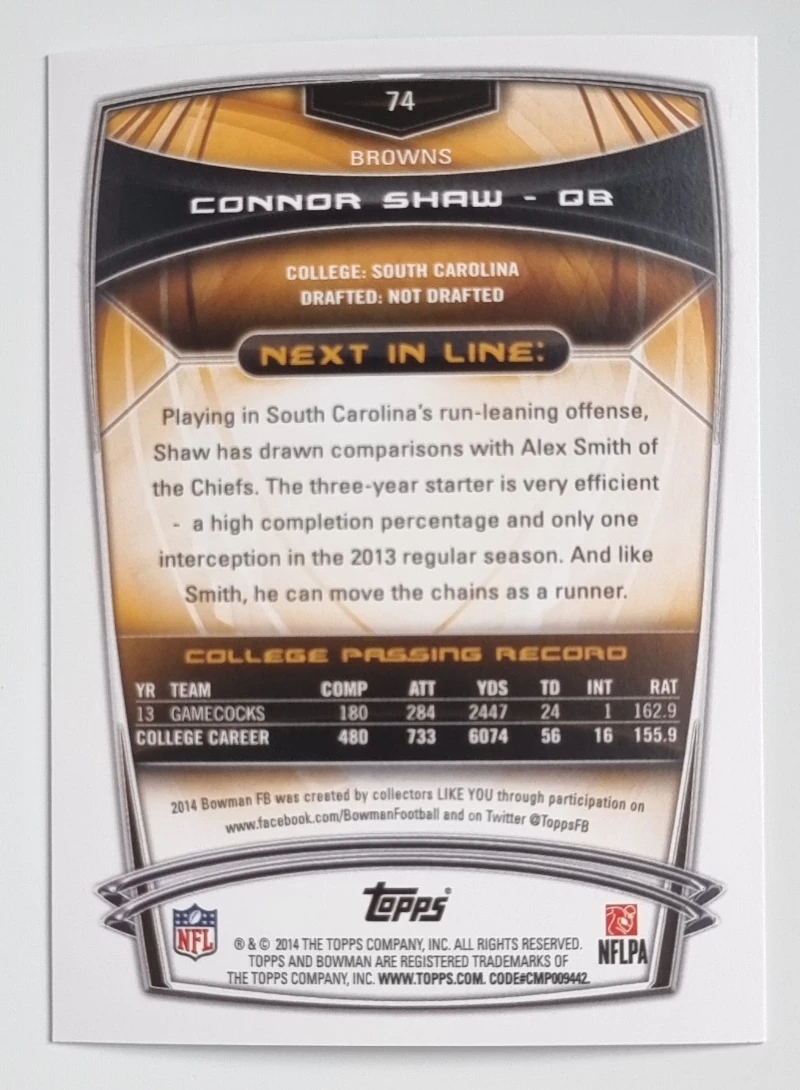 74
BROWNS
CONNOR SHAW - QB
COLLEGE: SOUTH CAROLINA
DRAFTED: NOT DRAFTED
NEXT IN LINE:
Playing in South Carolina's run-leaning offense,
Shaw has drawn comparisons with Alex Smith of
the Chiefs. The three-year starter is very efficient
- a high completion percentage and only one
interception in the 2013 regular season. And like
Smith, he can move the chains as a runner.
COLLEGE PASSING RECORD
YR TEAM COMP ATT YDS TD INT RAT
13 GAMECOCKS 180 284 2447 24 1 162.9
COLLEGE CAREER 480 733 6074 56 16 155.9
2014 Bowman FB was created by collectors LIKE YOU through participation on
www.facebook.com/BowmanFootball and on Twitter @ToppsFB
Topps®
NFL
NFLPA
® & © 2014 THE TOPPS COMPANY, INC. ALL RIGHTS RESERVED.
TOPPS AND BOWMAN ARE REGISTERED TRADEMARKS OF
THE TOPPS COMPANY, INC. WWW.TOPPS.COM. CODE#CMP009442.